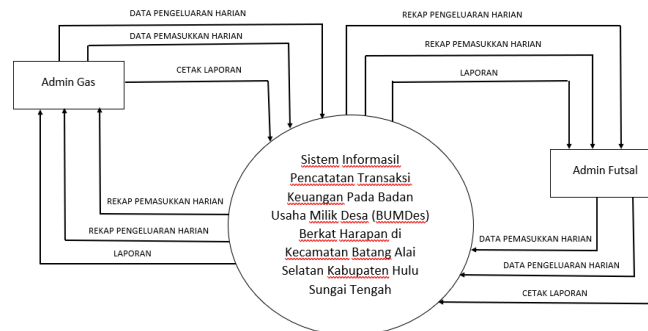 DATA PENGELUARAN HARIAN
DATA PEMASUKAN HARIAN
CETAK LAPORAN
Admin Gas
REKAP PENGELUARAN HARIAN
REKAP PEMASUKKAN HARIAN
LAPORAN
Admin Futsal
Sistem Informasil
Pencatatan Transaksi
Keuangan Pada Badan
Usaha Milik Desa (BUMDes)
Berkat Harapan di
Kecamatan Batang Alai
Selatan Kabupaten Hulu
Sungai Tengah
REKAP PEMASUKKAN HARIAN
REKAP PENGELUARAN HARIAN
LAPORAN
DATA PEMASUKKAN HARIAN
DATA PENGELUARAN HARIAN
CETAK LAPORAN